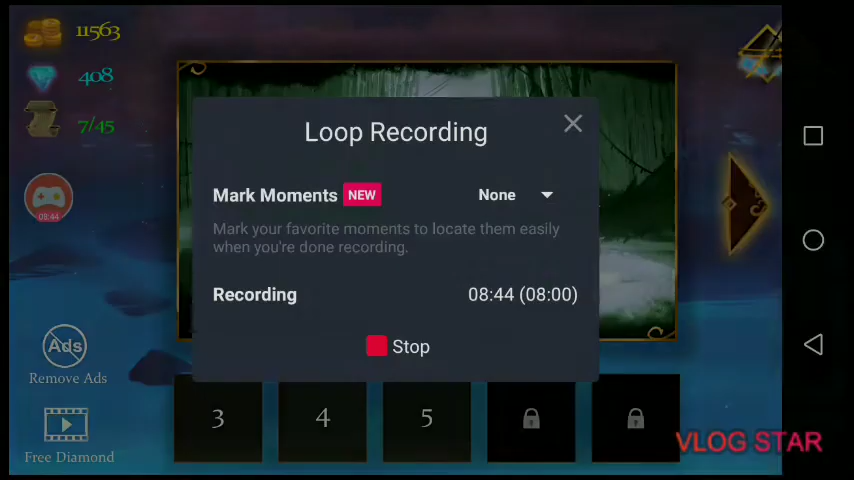 11563
408
7/45
08:44
Loop Recording
Mark Moments NEW None
Mark your favorite moments to locate them easily
when you're done recording.
Recording 08:44 (08:00)
Stop
Ads
Remove Ads
Free Diamond
3 4 5
VLOG STAR